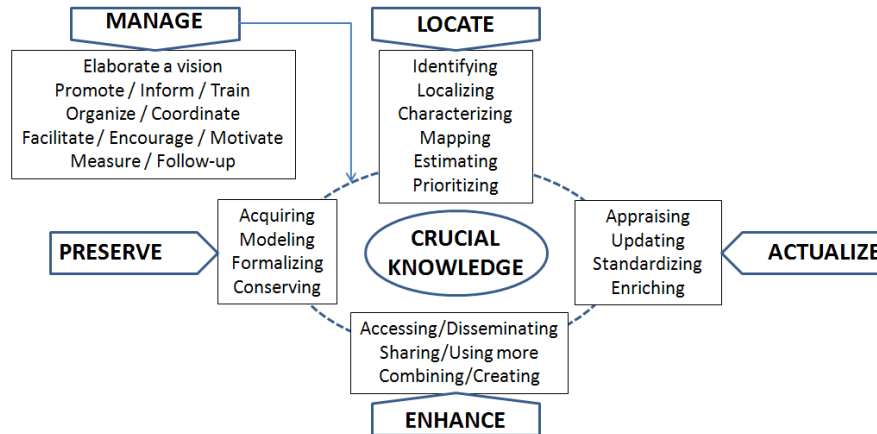 MANAGE
Elaborate a vision
Promote / Inform / Train
Organize / Coordinate
Facilitate / Encourage / Motivate
Measure / Follow-up
LOCATE
Identifying
Localizing
Characterizing
Mapping
Estimating
Prioritizing
PRESERVE
Acquiring
Modeling
Formalizing
Conserving
CRUCIAL
KNOWLEDGE
Appraising
Updating
Standardizing
Enriching
ACTUALIZE
Accessing/Disseminating
Sharing/Using more
Combining/Creating
ENHANCE